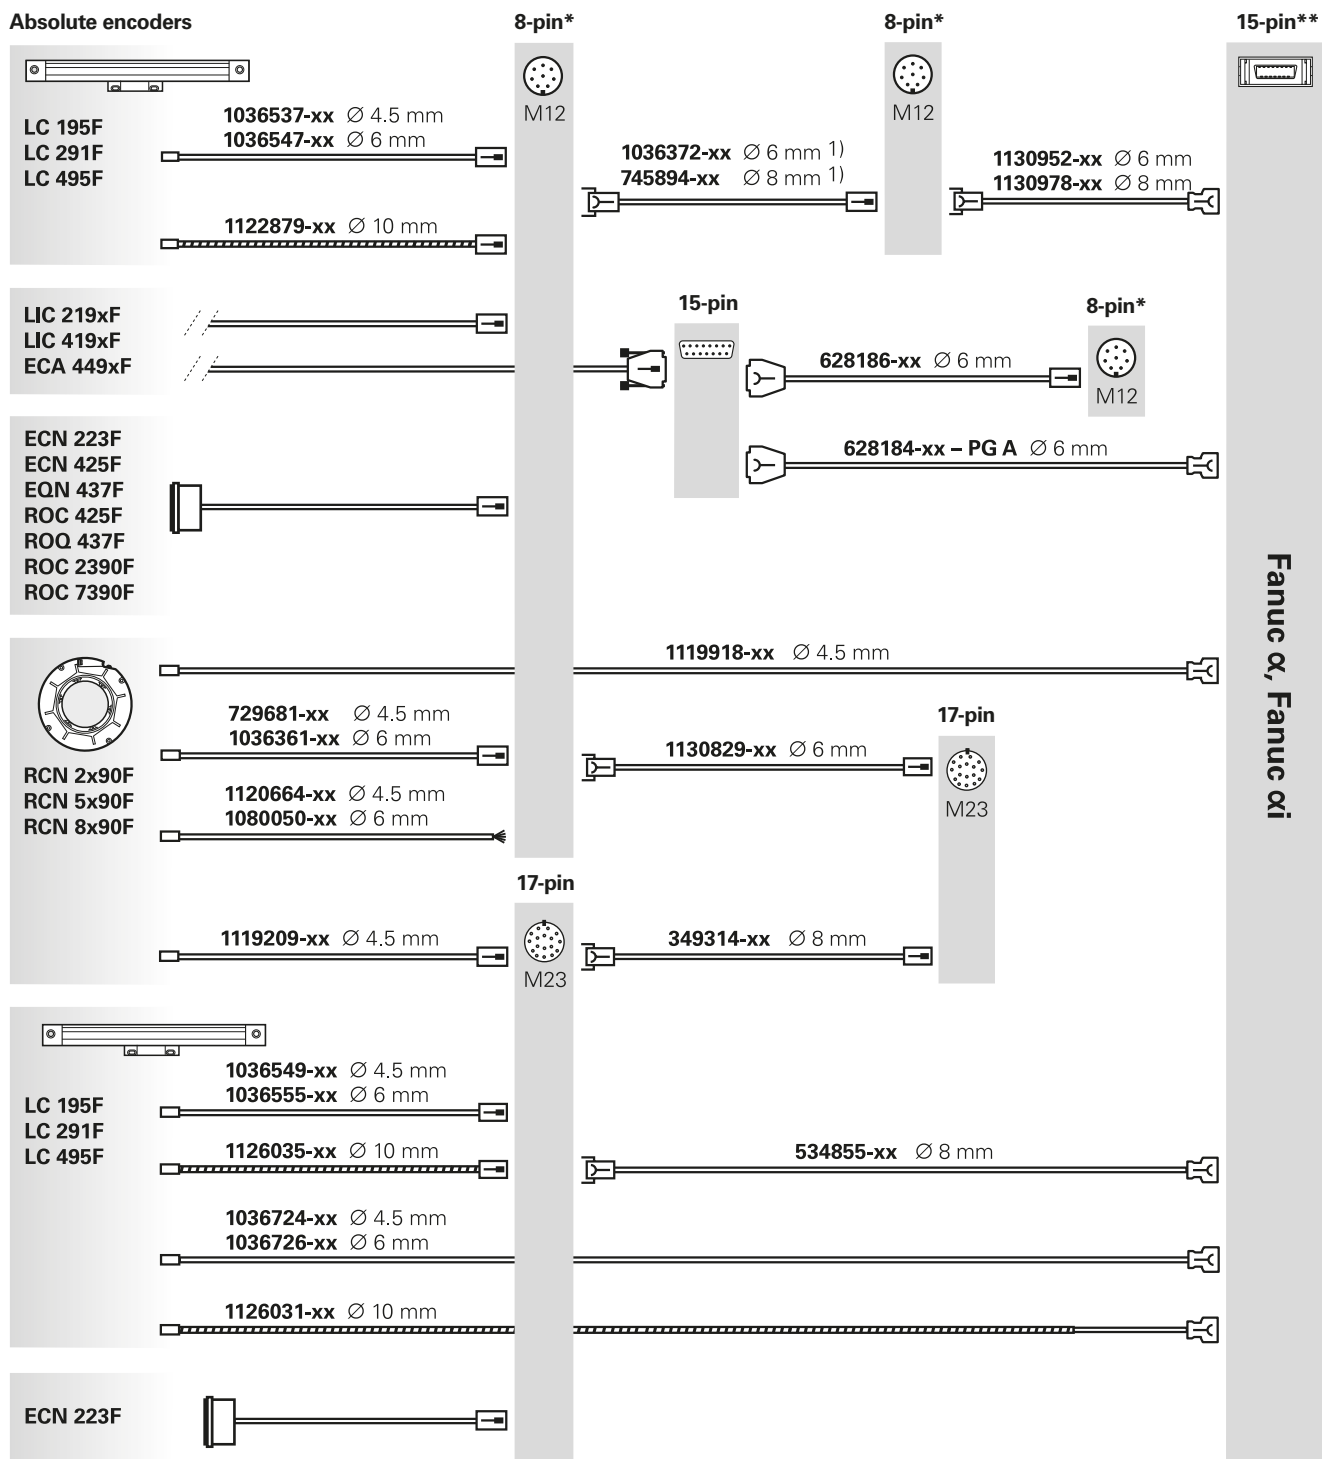 Absolute encoders
8-pin*
8-pin*
15-pin**
M12
M12
LC 195F
LC 291F
LC 495F
1036537-xx Ø 4.5 mm
1036547-xx Ø 6 mm
1122879-xx Ø 10 mm
1036372-xx Ø 6 mm 1)
745894-xx Ø 8 mm 1)
1130952-xx Ø 6 mm
1130978-xx Ø 8 mm
LIC 219xF
LIC 419xF
ECA 449xF
15-pin
8-pin*
M12
628186-xx Ø 6 mm
628184-xx – PG A Ø 6 mm
ECN 223F
ECN 425F
EQN 437F
ROC 425F
ROQ 437F
ROC 2390F
ROC 7390F
Fanuc α, Fanuc αi
1119918-xx Ø 4.5 mm
729681-xx Ø 4.5 mm
1036361-xx Ø 6 mm
17-pin
1130829-xx Ø 6 mm
M23
RCN 2x90F
RCN 5x90F
RCN 8x90F
1120664-xx Ø 4.5 mm
1080050-xx Ø 6 mm
17-pin
M23
1119209-xx Ø 4.5 mm
349314-xx Ø 8 mm
LC 195F
LC 291F
LC 495F
1036549-xx Ø 4.5 mm
1036555-xx Ø 6 mm
1126035-xx Ø 10 mm
534855-xx Ø 8 mm
1036724-xx Ø 4.5 mm
1036726-xx Ø 6 mm
1126031-xx Ø 10 mm
ECN 223F